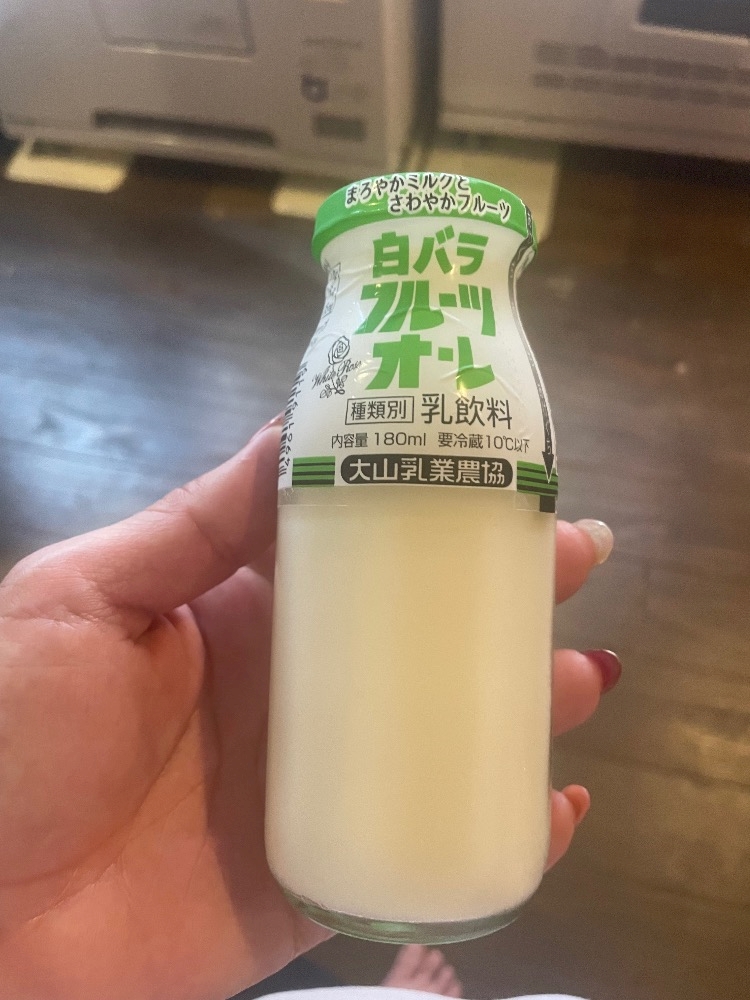 まろやかミルクと
さわやかフルーツ
白バラ
フルーツ
オ・レ
White Rose
種類別 乳飲料
内容量 180ml 要冷蔵10℃以下
大山乳業農協